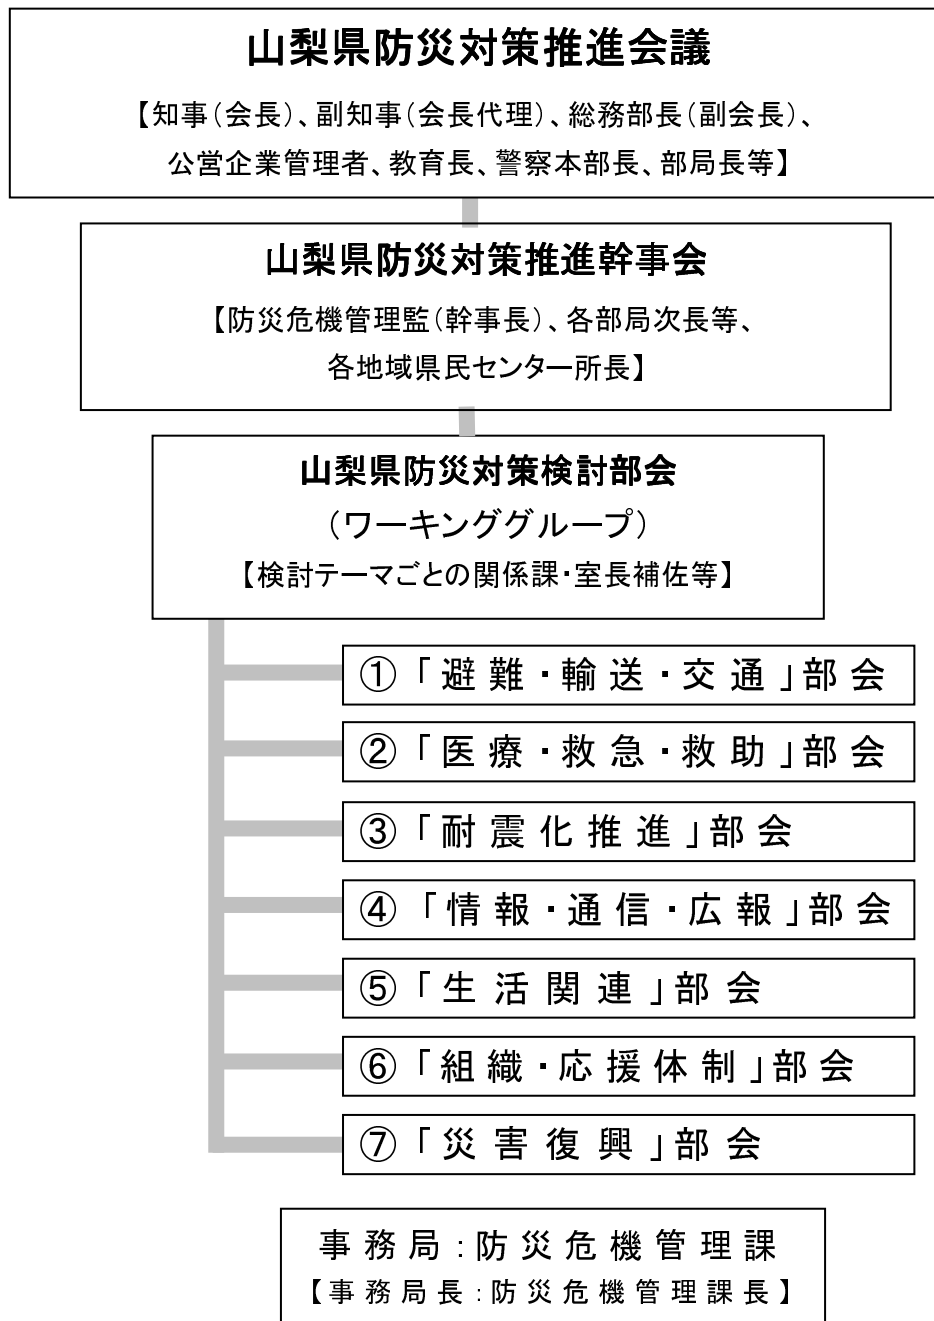 山梨県防災対策推進会議
【知事（会長）、副知事（会長代理）、総務部長（副会長）、
公営企業管理者、教育長、警察本部長、部局長等】
山梨県防災対策推進幹事会
【防災危機管理監（幹事長）、各部局次長等、
各地域県民センター所長】
山梨県防災対策検討部会
（ワーキンググループ）
【検討テーマごとの関係課・室長補佐等】
①「避難・輸送・交通」部会
②「医療・救急・救助」部会
③「耐震化推進」部会
④「情報・通信・広報」部会
⑤「生活関連」部会
⑥「組織・応援体制」部会
⑦「災害復興」部会
事務局：防災危機管理課
【事務局長：防災危機管理課長】